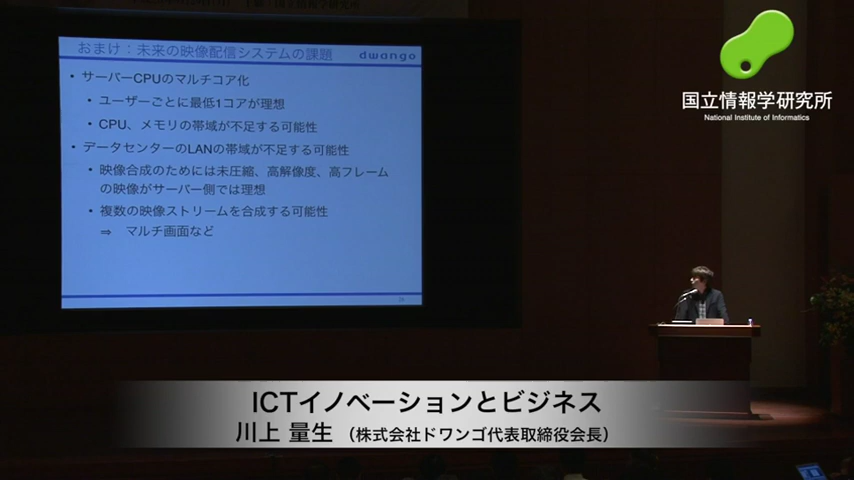 おまけ：未来の映像配信システムの課題
dwango
• サーバーCPUのマルチコア化
• ユーザーごとに最低1コアが理想
• CPU、メモリの帯域が不足する可能性
• データセンターのLANの帯域が不足する可能性
• 映像合成のためには未圧縮、高解像度、高フレーム
の映像がサーバー側では理想
• 複数の映像ストリームを合成する可能性
⇒ マルチ画面など
国立情報学研究所
National Institute of Informatics
ICTイノベーションとビジネス
川上 量生（株式会社ドワンゴ代表取締役会長）